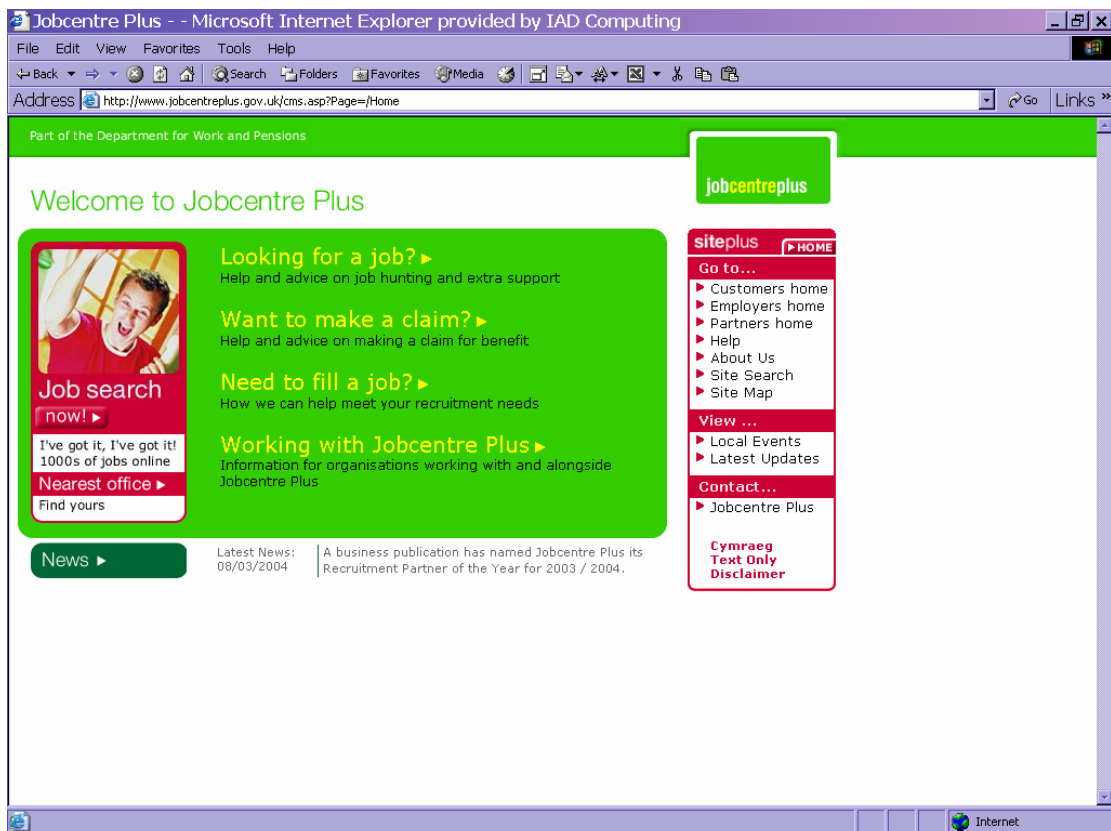 Jobcentre Plus - - Microsoft Internet Explorer provided by IAD Computing
File Edit View Favorites Tools Help
Back Search Folders Favorites Media
Address http://www.jobcentreplus.gov.uk/cms.asp?Page=/Home Go Links »
Part of the Department for Work and Pensions
jobcentreplus
Welcome to Jobcentre Plus
Looking for a job?
Help and advice on job hunting and extra support
Want to make a claim?
Help and advice on making a claim for benefit
Need to fill a job?
How we can help meet your recruitment needs
Working with Jobcentre Plus
Information for organisations working with and alongside
Jobcentre Plus
Job search
now!
I've got it, I've got it!
1000s of jobs online
Nearest office
Find yours
News
Latest News:
08/03/2004
A business publication has named Jobcentre Plus its
Recruitment Partner of the Year for 2003 / 2004.
siteplus HOME
Go to...
Customers home
Employers home
Partners home
Help
About Us
Site Search
Site Map
View ...
Local Events
Latest Updates
Contact...
Jobcentre Plus
Cymraeg
Text Only
Disclaimer
Internet